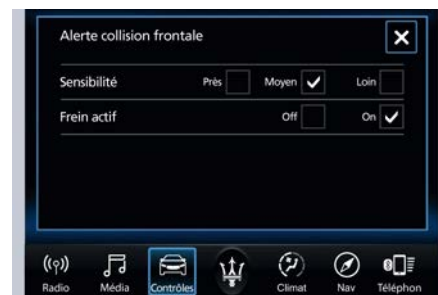 Alerte collision frontale
Sensibilité Près Moyen Loin
Frein actif Off On
Radio Média Contrôles Climat Nav Téléphon